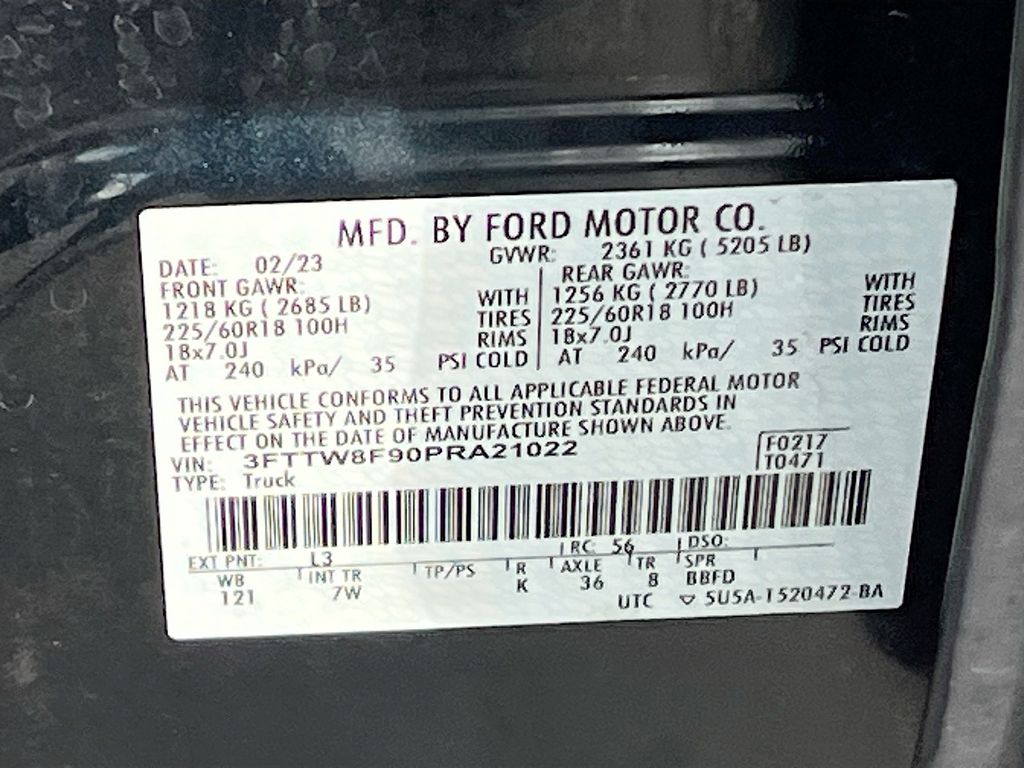 MFD. BY FORD MOTOR CO.
DATE: 02/23 GVWR: 2361 KG ( 5205 LB)
FRONT GAWR: REAR GAWR:
1218 KG ( 2685 LB) WITH 1256 KG ( 2770 LB) WITH
225/60R18 100H TIRES 225/60R18 100H TIRES
18x7.0J RIMS 18x7.0J RIMS
AT 240 kPa/ 35 PSI COLD AT 240 kPa/ 35 PSI COLD
THIS VEHICLE CONFORMS TO ALL APPLICABLE FEDERAL MOTOR
VEHICLE SAFETY AND THEFT PREVENTION STANDARDS IN
EFFECT ON THE DATE OF MANUFACTURE SHOWN ABOVE.
VIN: 3FTTW8F90PRA21022 F0217
TYPE: Truck T0471
EXT PNT: L3 RC: 56 DSO:
WB INT TR TP/PS R AXLE TR SPR
121 7W K 36 8 BBFD
UTC ▽ 5U5A-1520472-BA